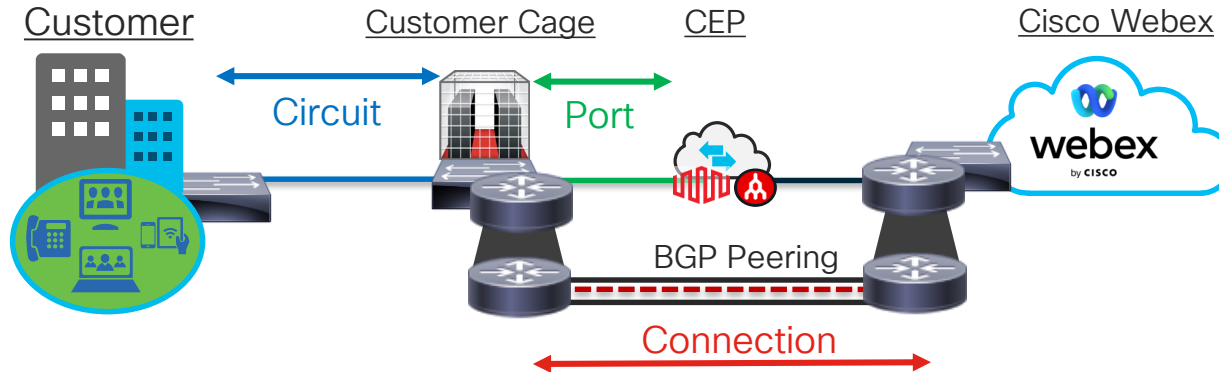 Customer
Customer Cage
CEP
Cisco Webex
Circuit
Port
webex
by CISCO
BGP Peering
Connection